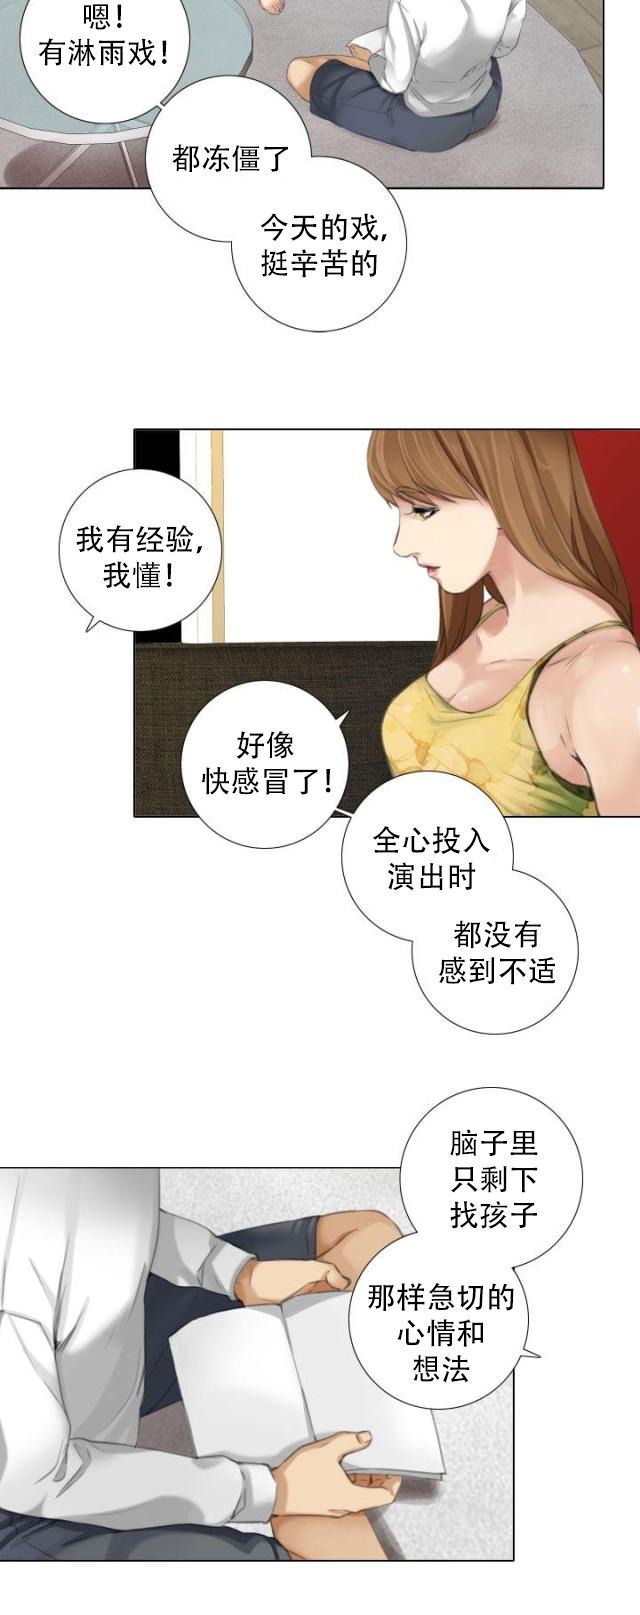 嗯！
有淋雨戏！
都冻僵了
今天的戏,
挺辛苦的
我有经验,
我懂！
好像
快感冒了！
全心投入
演出时
都没有
感到不适
脑子里
只剩下
找孩子
那样急切的
心情和
想法